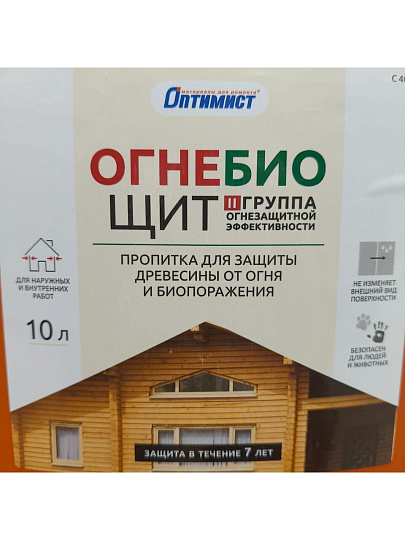 материалы для ремонта®
ОПТИМИСТ
ОГНЕБИО
ЩИТ
II ГРУППА
ОГНЕЗАЩИТНОЙ
ЭФФЕКТИВНОСТИ
ПРОПИТКА ДЛЯ ЗАЩИТЫ
ДРЕВЕСИНЫ ОТ ОГНЯ
И БИОПОРАЖЕНИЯ
ДЛЯ НАРУЖНЫХ
И ВНУТРЕННИХ
РАБОТ
10 л
НЕ ИЗМЕНЯЕТ
ВНЕШНИЙ ВИД
ПОВЕРХНОСТИ
БЕЗОПАСЕН
ДЛЯ ЛЮДЕЙ
И ЖИВОТНЫХ
ЗАЩИТА В ТЕЧЕНИЕ 7 ЛЕТ